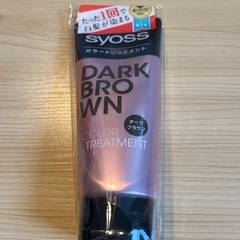 たった1回で
白髪が染まる
syoss
カラートリートメント
DARK
BRO
WN
COLOR
TREATMENT
ダーク
ブラウン